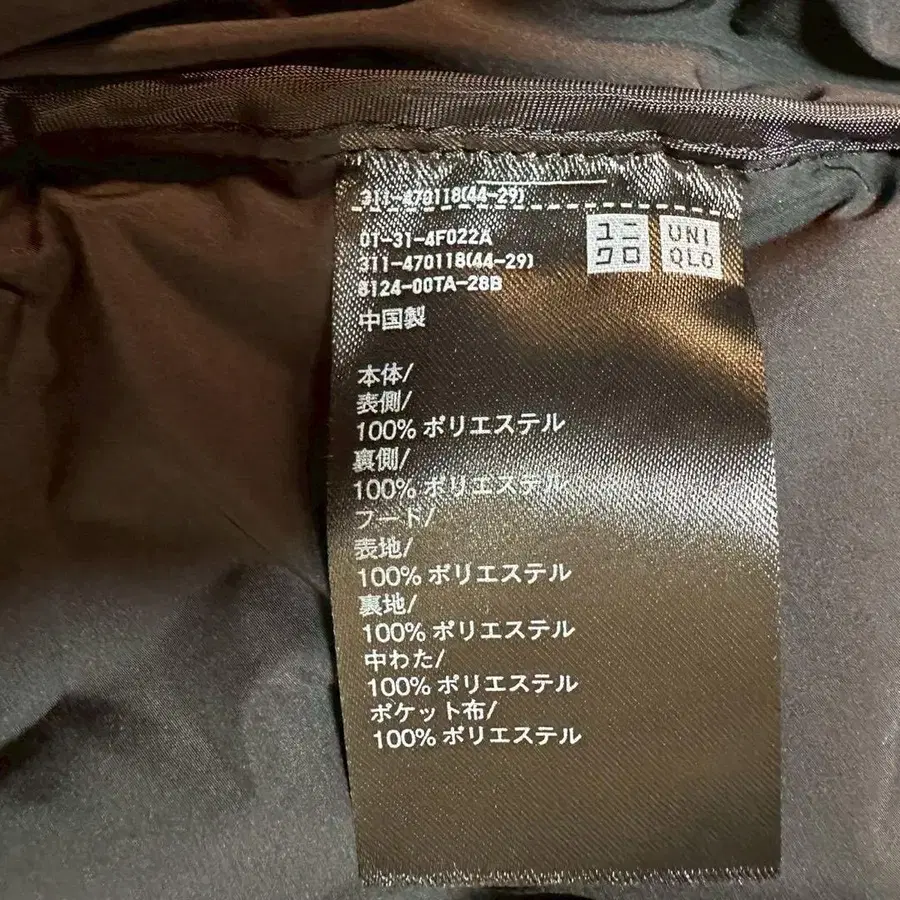 311-470118(44-29)
01-31-4F022A
311-470118(44-29)
8124-00TA-28B
ユニ
クロ
UNI
QLO
中国製
本体/
表側/
100% ポリエステル
裏側/
100% ポリエステル
フード/
表地/
100% ポリエステル
裏地/
100% ポリエステル
中わた/
100% ポリエステル
ポケット布/
100% ポリエステル